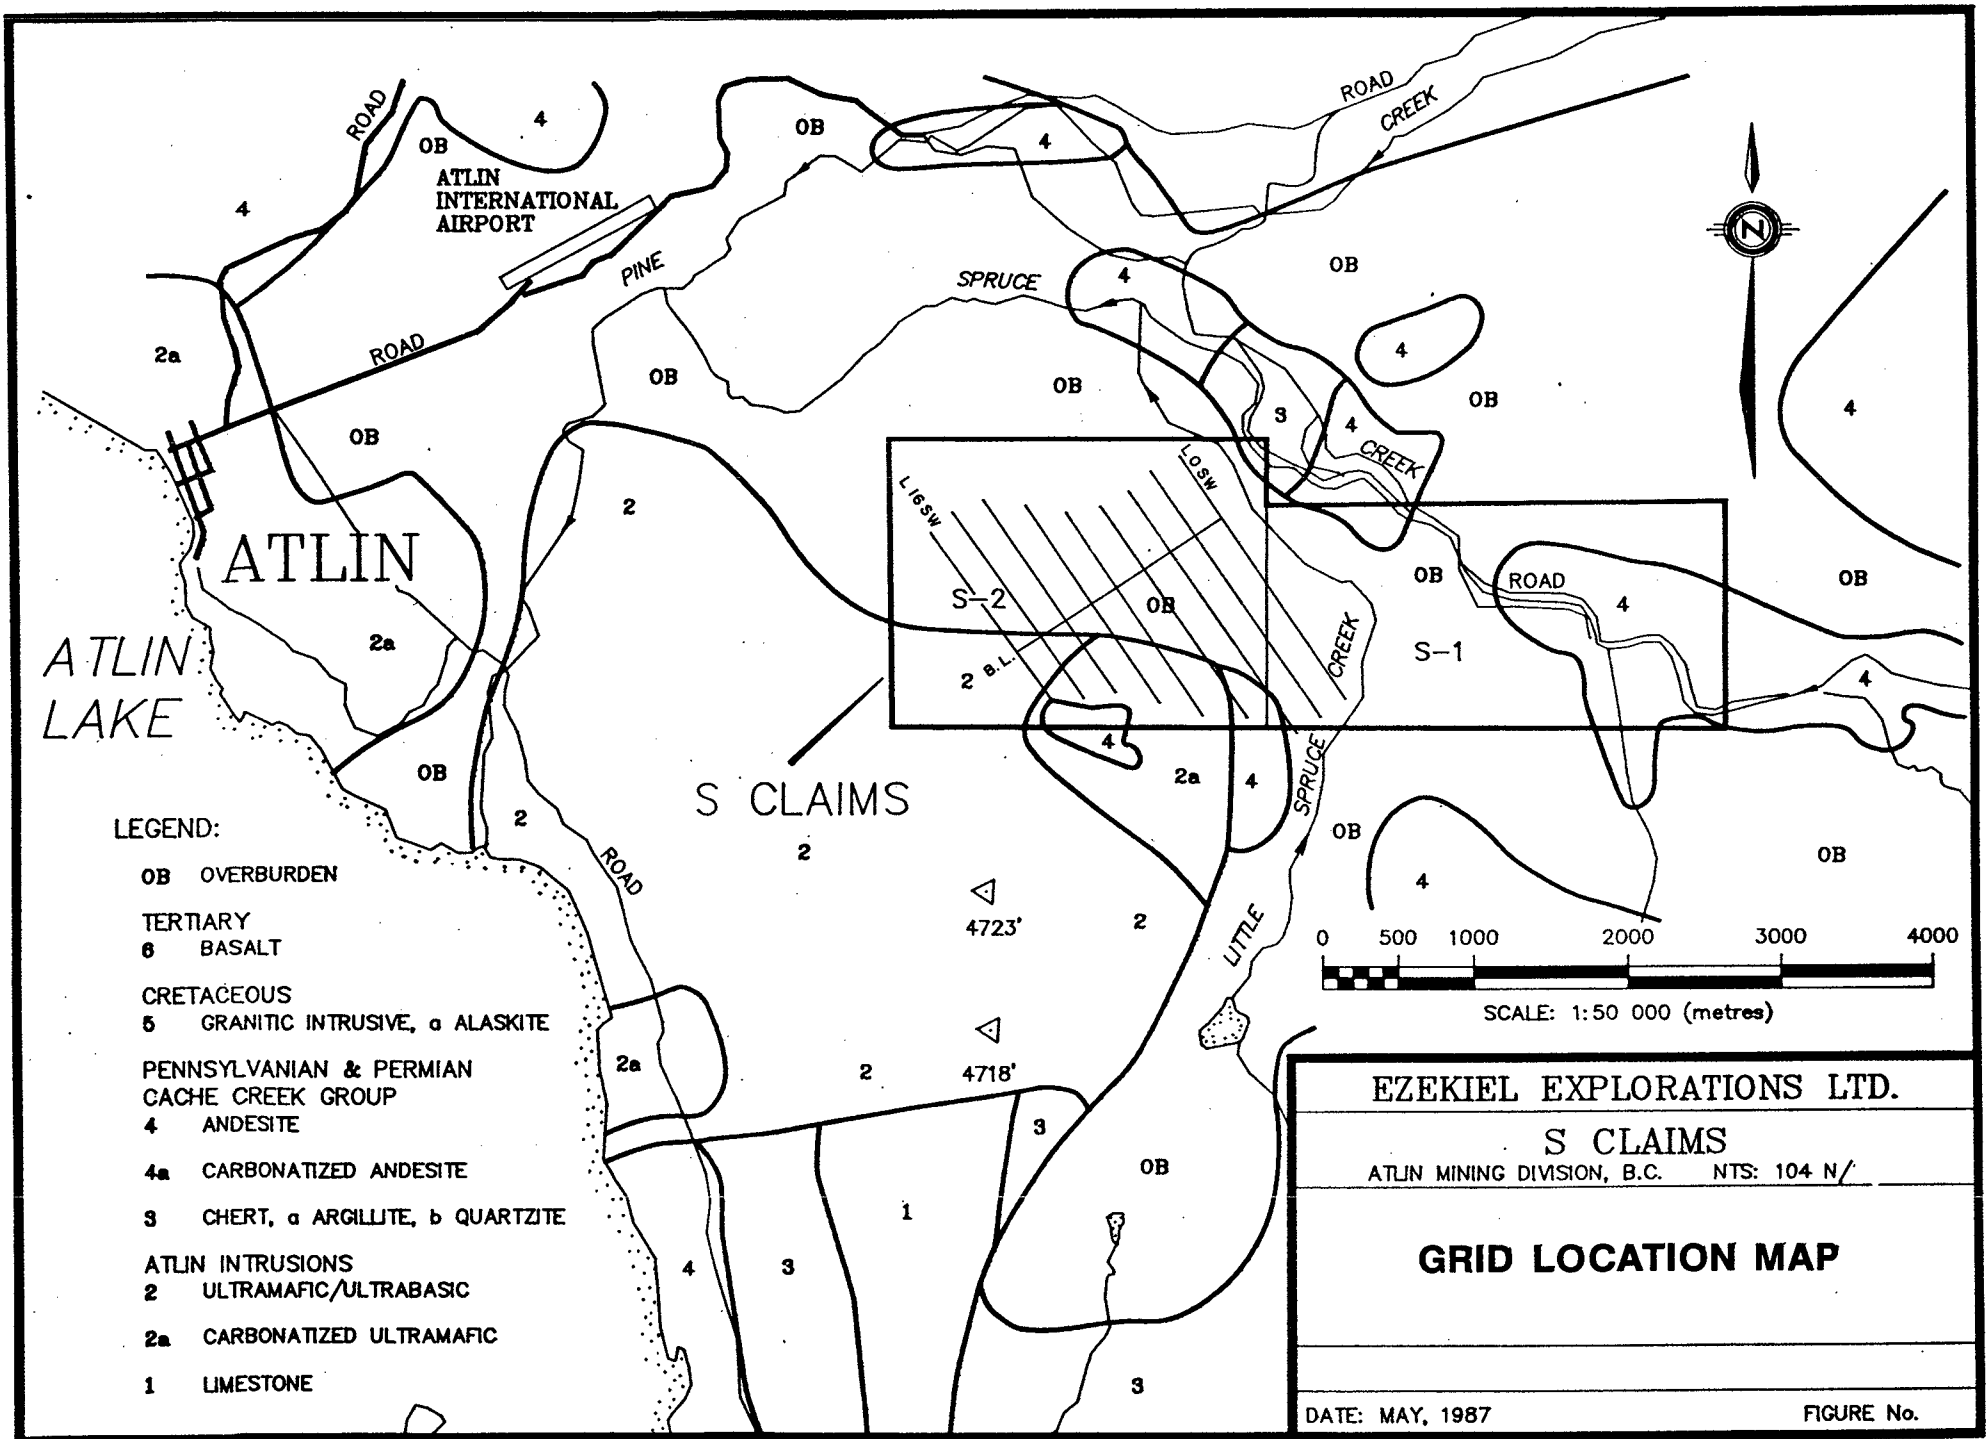 ROAD
4
OB
ATLIN
INTERNATIONAL
AIRPORT
4
OB
4
ROAD
CREEK
N
PINE
SPRUCE
4
OB
2a
ROAD
OB
OB
4
OB
4
3
4
CREEK
OB
2
L16SW
L0SW
ATLIN
S-2
OB
OB
ROAD
4
OB
2a
ATLIN
LAKE
2
B.L.
CREEK
S-1
4
OB
S CLAIMS
4
2a
4
SPRUCE
2
2
ROAD
OB
OB
4
4723'
2
LITTLE
4718'
2
2a
3
OB
1
4
3
3
LEGEND:
OB OVERBURDEN
TERTIARY
6 BASALT
CRETACEOUS
5 GRANITIC INTRUSIVE, a ALASKITE
PENNSYLVANIAN & PERMIAN
CACHE CREEK GROUP
4 ANDESITE
4a CARBONATIZED ANDESITE
3 CHERT, a ARGILLITE, b QUARTZITE
ATLIN INTRUSIONS
2 ULTRAMAFIC/ULTRABASIC
2a CARBONATIZED ULTRAMAFIC
1 LIMESTONE
0 500 1000 2000 3000 4000
SCALE: 1:50 000 (metres)
EZEKIEL EXPLORATIONS LTD.
S CLAIMS
ATLIN MINING DIVISION, B.C. NTS: 104 N/
GRID LOCATION MAP
DATE: MAY, 1987 FIGURE No.